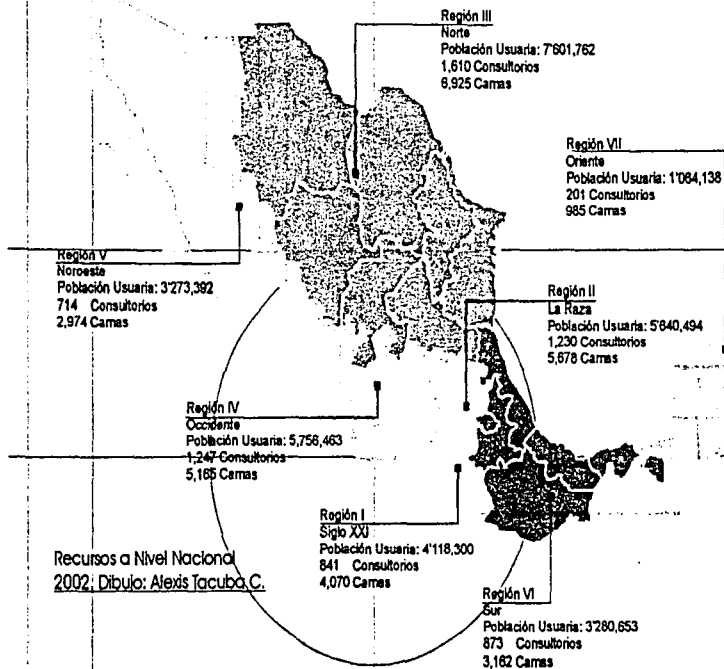 Región III
Norte
Población Usuaria: 7'601,762
1,610 Consultorios
6,925 Camas
Región VII
Oriente
Población Usuaria: 1'064,138
201 Consultorios
985 Camas
Región V
Noroeste
Población Usuaria: 3'273,392
714 Consultorios
2,974 Camas
Región II
La Raza
Población Usuaria: 5'640,494
1,230 Consultorios
5,678 Camas
Región IV
Occidente
Población Usuaria: 5,756,463
1,247 Consultorios
5,165 Camas
Región I
Siglo XXI
Población Usuaria: 4'118,300
841 Consultorios
4,070 Camas
Recursos a Nivel Nacional
2002; Dibujo: Alexis Tacuba C.
Región VI
Sur
Población Usuaria: 3'280,653
873 Consultorios
3,162 Camas